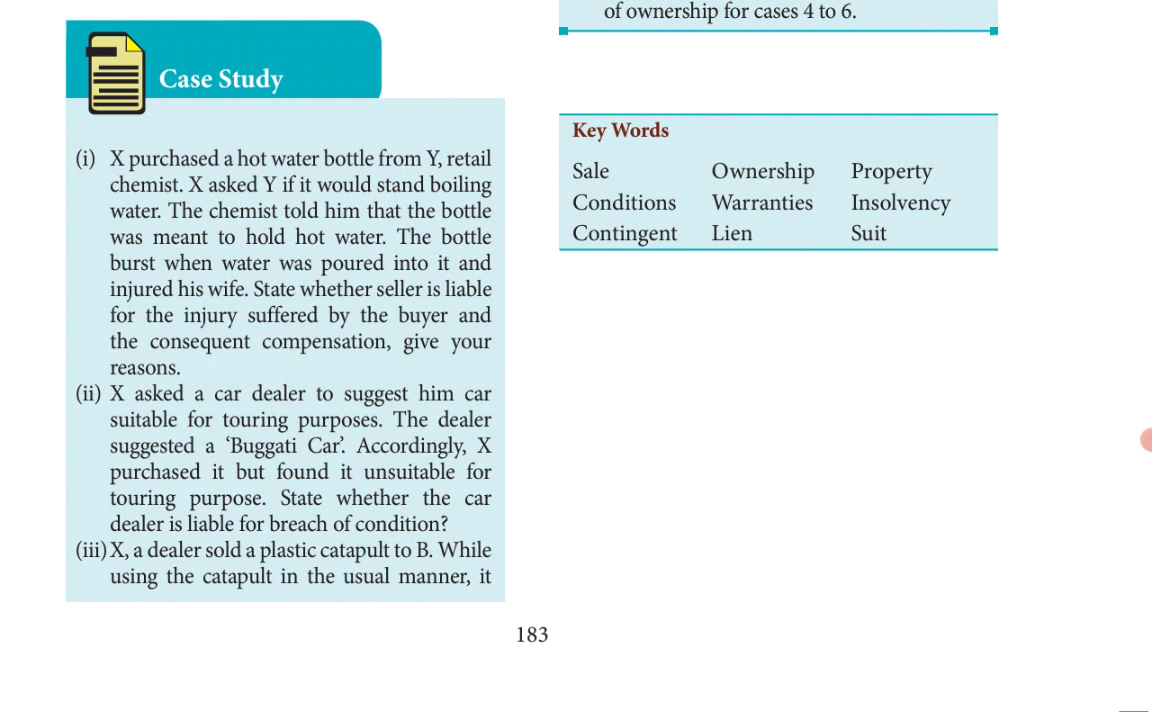 Case Study
(i) X purchased a hot water bottle from Y, retail
chemist. X asked Y if it would stand boiling
water. The chemist told him that the bottle
was meant to hold hot water. The bottle
burst when water was poured into it and
injured his wife. State whether seller is liable
for the injury suffered by the buyer and
the consequent compensation, give your
reasons.
(ii) X asked a car dealer to suggest him car
suitable for touring purposes. The dealer
suggested a ‘Buggati Car’. Accordingly, X
purchased it but found it unsuitable for
touring purpose. State whether the car
dealer is liable for breach of condition?
(iii) X, a dealer sold a plastic catapult to B. While
using the catapult in the usual manner, it
of ownership for cases 4 to 6.
Key Words
Sale Ownership Property
Conditions Warranties Insolvency
Contingent Lien Suit
183